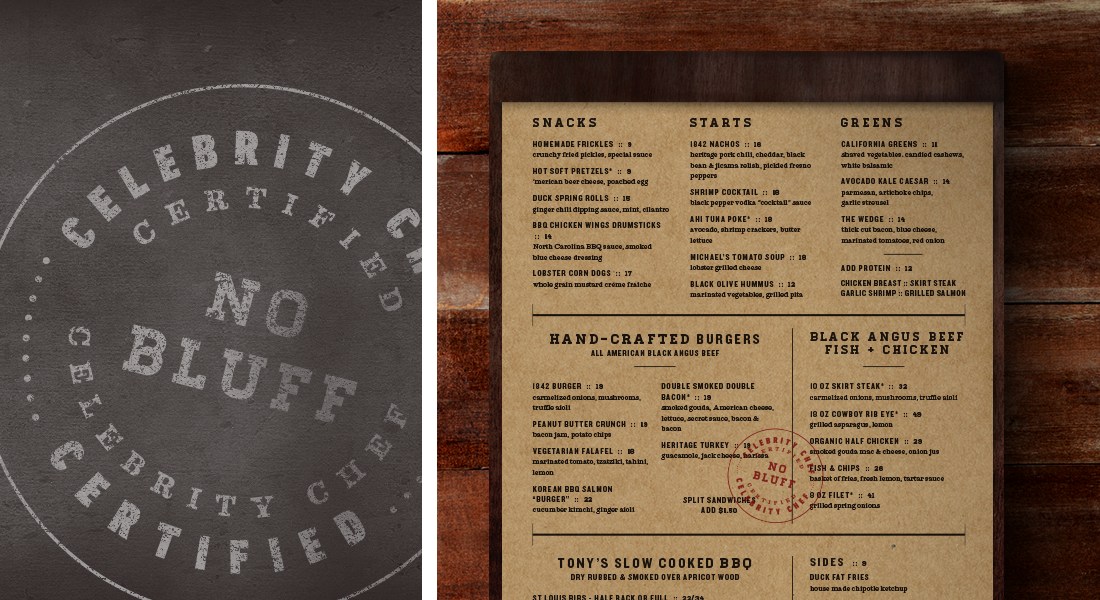 CELEBRITY CH
CERTIFIED
NO
BLUFF
CELEBRITY CHEF
CERTIFIED
SNACKS
HOMEMADE FRICKLES :: 9
crunchy fried pickles, special sauce
HOT SOFT PRETZELS* :: 8
'merican beer cheese, poached egg
DUCK SPRING ROLLS :: 18
ginger chili dipping sauce, mint, cilantro
BBQ CHICKEN WINGS DRUMSTICKS
:: 14
North Carolina BBQ sauce, smoked
blue cheese dressing
LOBSTER CORN DOGS :: 17
whole grain mustard crème fraiche
STARTS
1842 NACHOS :: 18
heritage pork chili, cheddar, black
bean & jicama relish, pickled fresno
peppers
SHRIMP COCKTAIL :: 18
black pepper vodka "cocktail" sauce
AHI TUNA POKE* :: 18
avocado, shrimp crackers, butter
lettuce
MICHAEL'S TOMATO SOUP :: 18
lobster grilled cheese
BLACK OLIVE HUMMUS :: 12
marinated vegetables, grilled pita
GREENS
CALIFORNIA GREENS :: 11
shaved vegetables, candied cashews,
white balsamic
AVOCADO KALE CAESAR :: 14
parmesan, artichoke chips,
garlic streusel
THE WEDGE :: 14
thick cut bacon, blue cheese,
marinated tomatoes, red onion
ADD PROTEIN :: 12
CHICKEN BREAST :: SKIRT STEAK
GARLIC SHRIMP :: GRILLED SALMON
HAND-CRAFTED BURGERS
ALL AMERICAN BLACK ANGUS BEEF
1842 BURGER :: 19
caramelized onions, mushrooms,
truffle aioli
PEANUT BUTTER CRUNCH :: 19
bacon jam, potato chips
VEGETARIAN FALAFEL :: 18
marinated tomato, tzatziki, tahini,
lemon
KOREAN BBQ SALMON
"BURGER" :: 22
cucumber kimchi, ginger aioli
DOUBLE SMOKED DOUBLE
BACON* :: 19
smoked gouda, American cheese,
lettuce, secret sauce, bacon &
bacon
HERITAGE TURKEY :: 19
guacamole, jack cheese, harissa
SPLIT SANDWICHES
ADD $1.50
CELEBRITY CHEF
CERTIFIED
NO
BLUFF
CERTIFIED
CELEBRITY CHEF
BLACK ANGUS BEEF
FISH + CHICKEN
10 OZ SKIRT STEAK* :: 32
carmelized onions, mushrooms, truffle aioli
18 OZ COWBOY RIB EYE* :: 49
grilled asparagus, lemon
ORGANIC HALF CHICKEN :: 29
smoked gouda mac & cheese, onion jus
FISH & CHIPS :: 26
basket of fries, fresh lemon, tartar sauce
8 OZ FILET* :: 41
grilled spring onions
TONY'S SLOW COOKED BBQ
DRY RUBBED & SMOKED OVER APRICOT WOOD
ST LOUIS RIBS - HALF RACK OR FULL :: 22/34
SIDES :: 9
DUCK FAT FRIES
house made chipotle ketchup